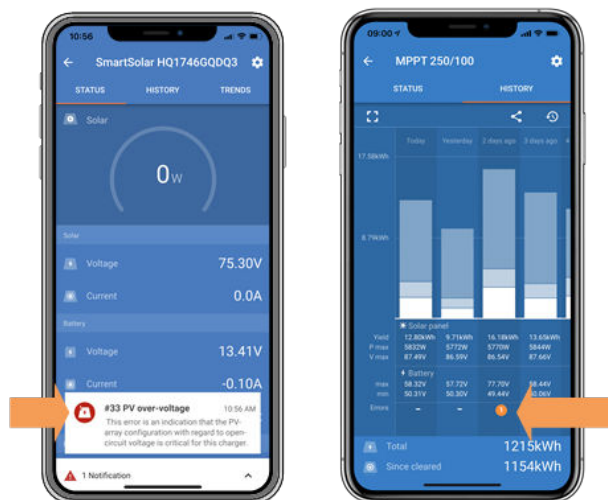 10:56
SmartSolar HQ1746GQDQ3
STATUS HISTORY TRENDS
Solar
0W
Solar
Voltage 75.30V
Current 0.0A
Battery
Voltage 13.41V
Current -0.10A
#33 PV over-voltage 10:56 AM
This error is an indication that the PV-
array configuration with regard to open-
circuit voltage is critical for this charger.
1 Notification
09:00
MPPT 250/100
STATUS HISTORY
Today Yesterday 2 days ago 3 days ago
17.58kWh
8.79kWh
Solar panel
Yield 12.80kWh 9.71kWh 16.18kWh 13.65kWh
P max 5832W 5772W 5770W 5844W
V max 87.49V 86.59V 86.54V 87.66V
Battery
max 58.32V 57.72V 77.70V 58.44V
min 50.31V 50.30V 49.44V
Errors – – 1
Total 1215kWh
Since cleared 1154kWh